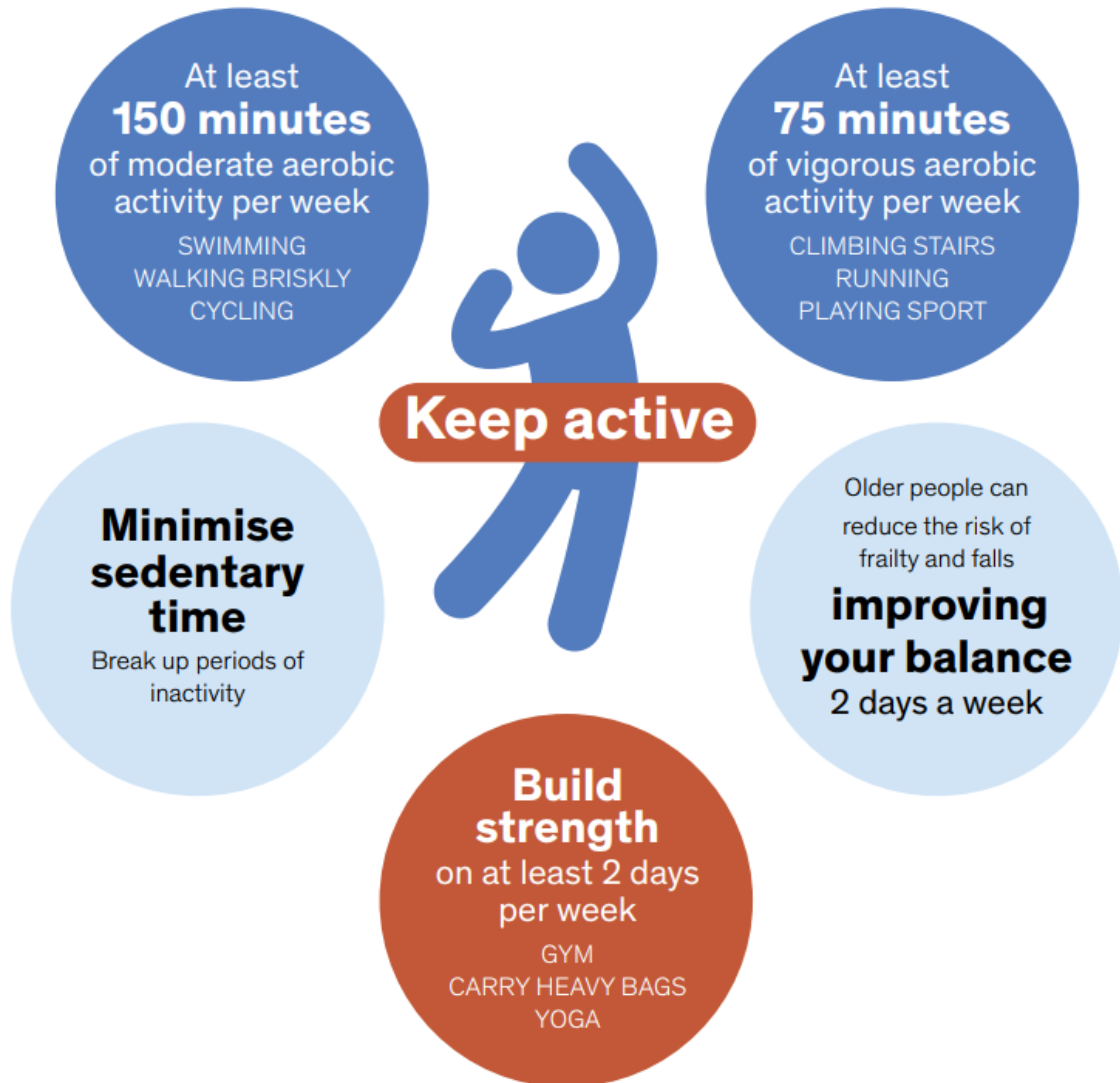 At least
150 minutes
of moderate aerobic
activity per week
SWIMMING
WALKING BRISKLY
CYCLING
At least
75 minutes
of vigorous aerobic
activity per week
CLIMBING STAIRS
RUNNING
PLAYING SPORT
Keep active
Minimise
sedentary
time
Break up periods of
inactivity
Older people can
reduce the risk of
frailty and falls
improving
your balance
2 days a week
Build
strength
on at least 2 days
per week
GYM
CARRY HEAVY BAGS
YOGA